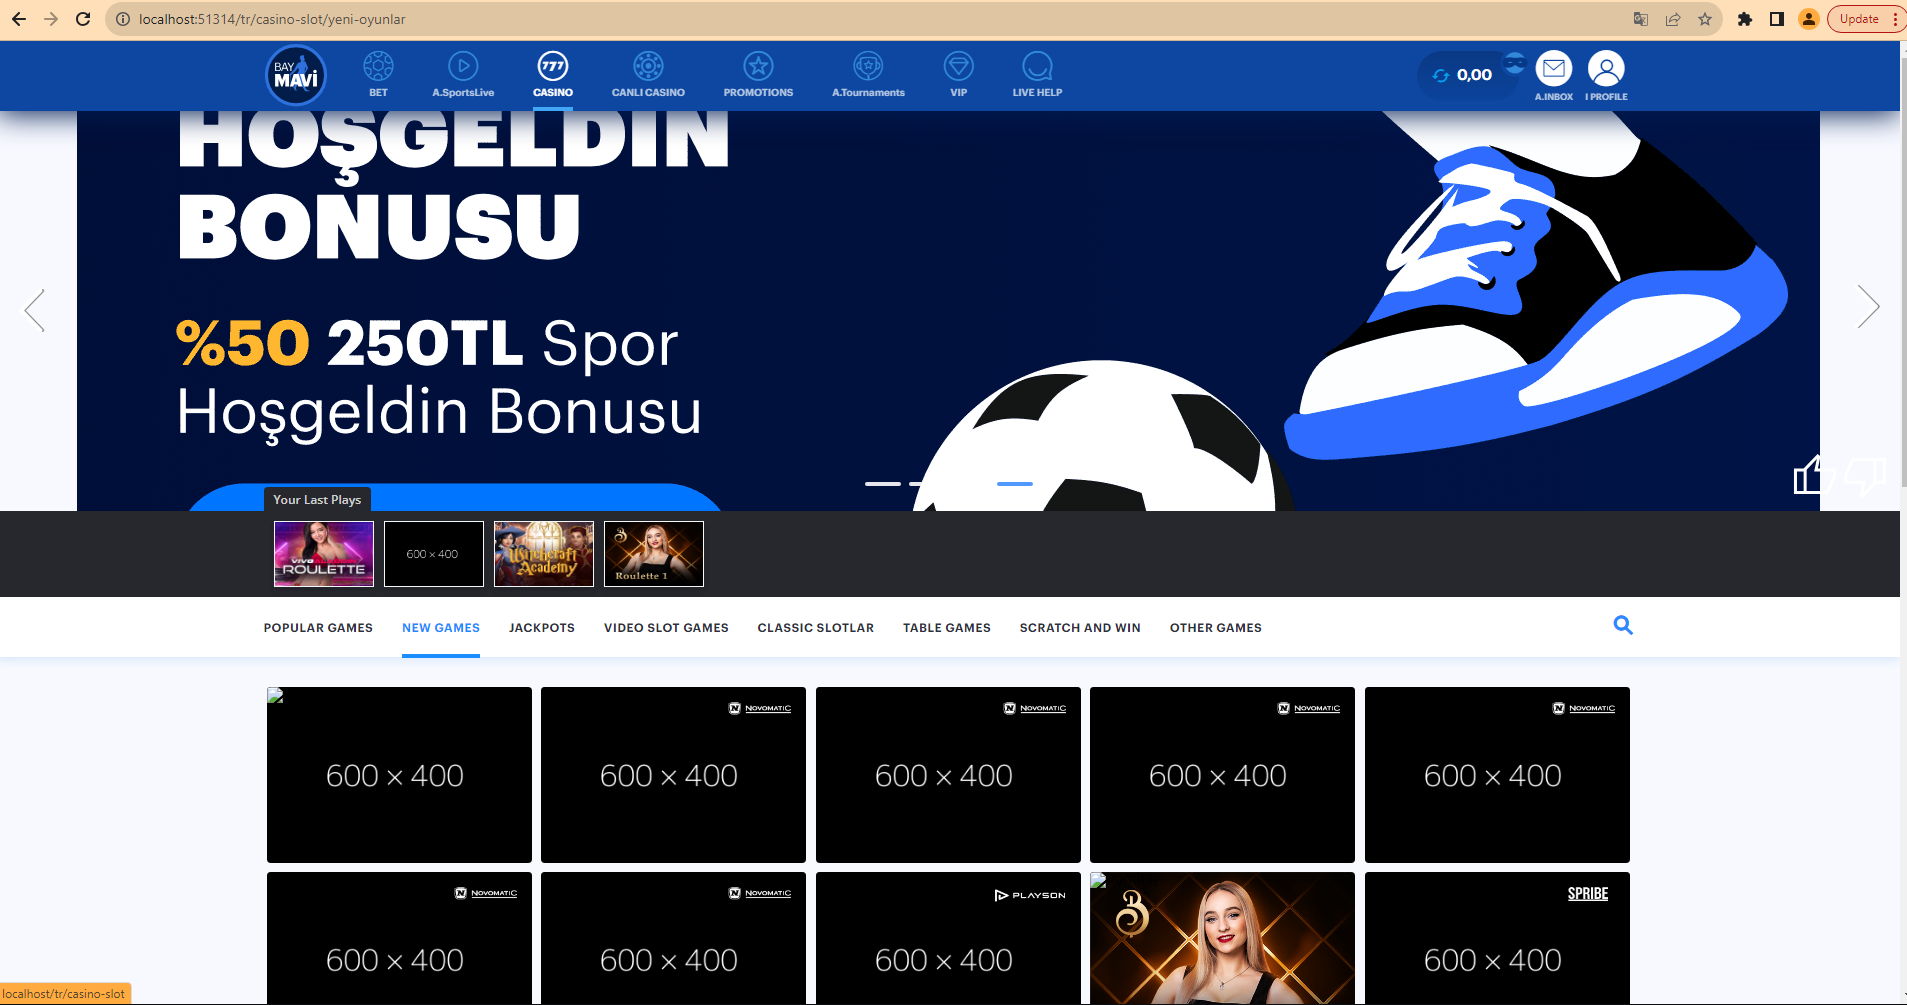 localhost:51314/tr/casino-slot/yeni-oyunlar
Update
BAY
MAVİ
BET
A.SportsLive
777
CASINO
CANLI CASINO
PROMOTIONS
A.Tournaments
VIP
LIVE HELP
0,00
A.INBOX
I PROFILE
HOŞGELDİN
BONUSU
%50 250TL Spor
Hoşgeldin Bonusu
Your Last Plays
VIVO
ROULETTE
600 × 400
Witchcraft
Academy
B
Roulette 1
POPULAR GAMES
NEW GAMES
JACKPOTS
VIDEO SLOT GAMES
CLASSIC SLOTLAR
TABLE GAMES
SCRATCH AND WIN
OTHER GAMES
600 × 400
N NOVOMATIC
600 × 400
N NOVOMATIC
600 × 400
N NOVOMATIC
600 × 400
N NOVOMATIC
600 × 400
N NOVOMATIC
600 × 400
N NOVOMATIC
600 × 400
PLAYSON
600 × 400
B
SPRIBE
600 × 400
localhost/tr/casino-slot